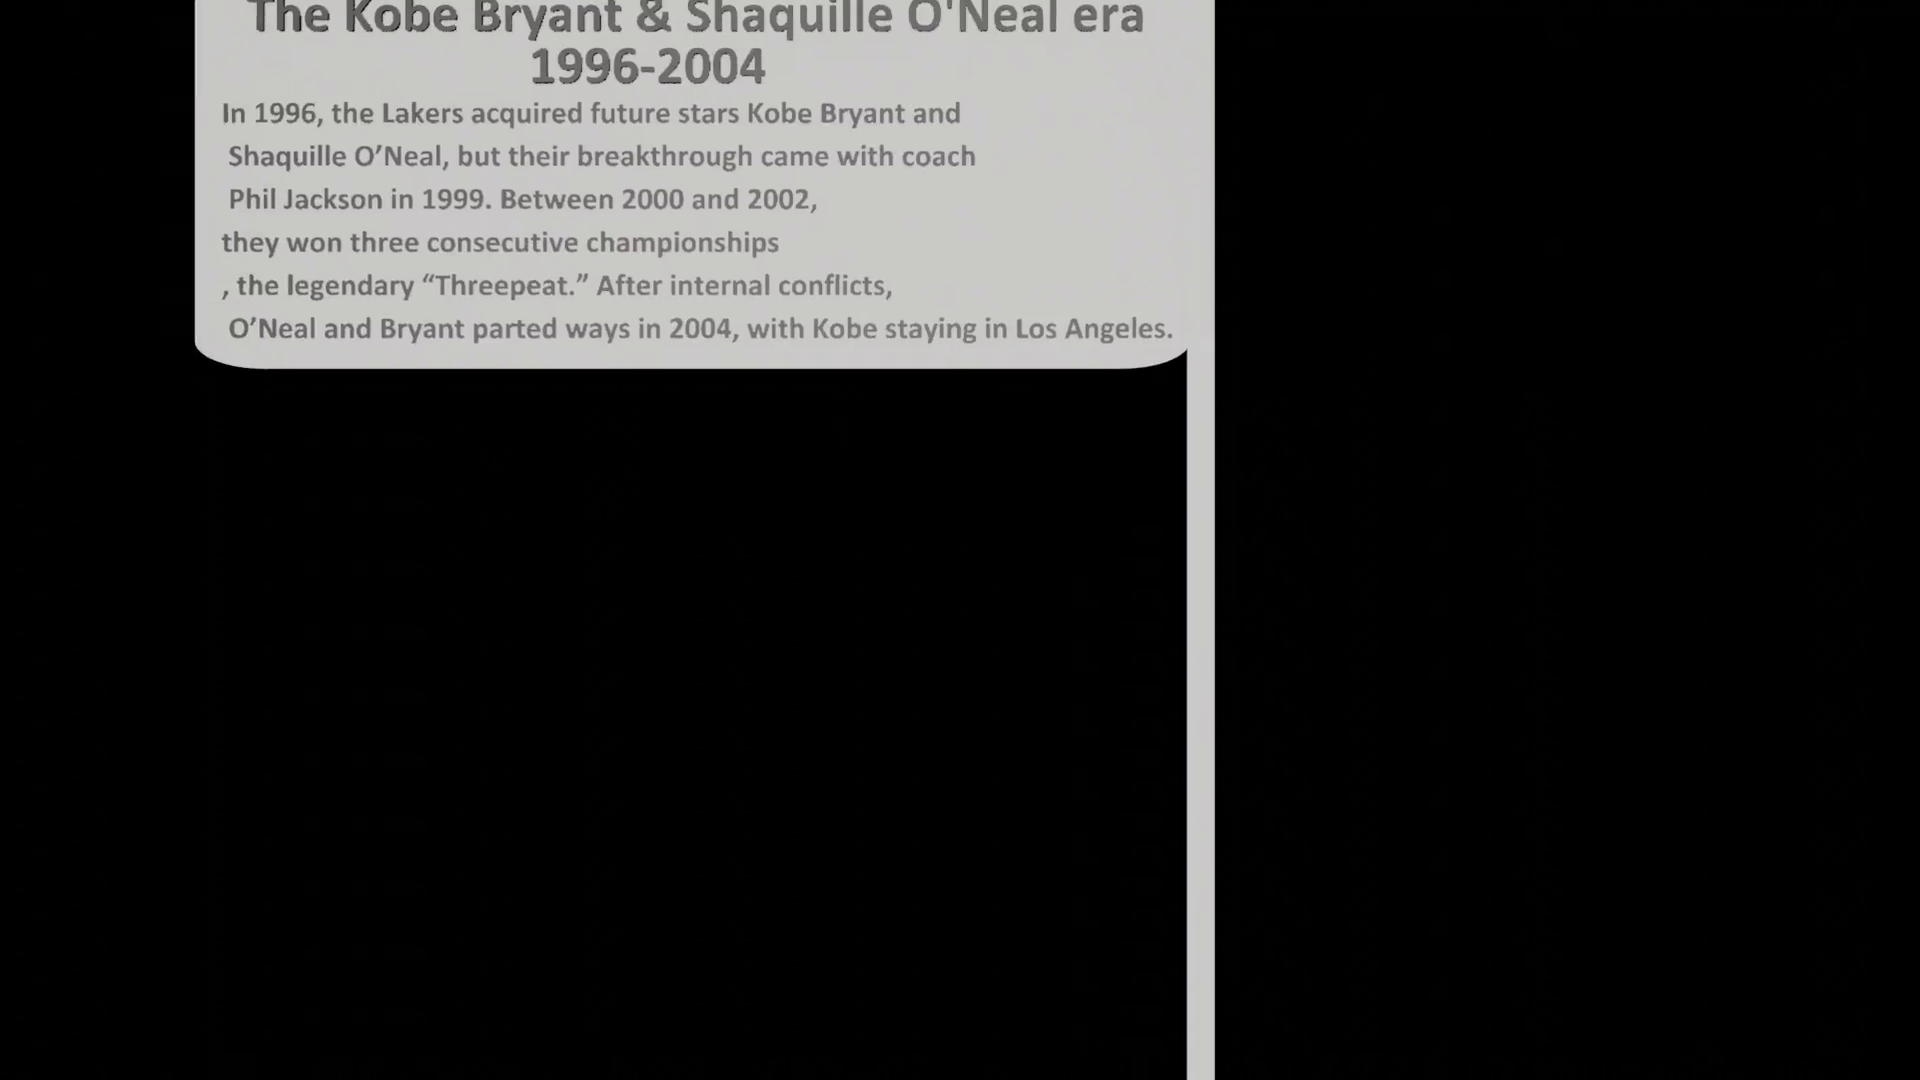 The Kobe Bryant & Shaquille O'Neal era
1996-2004
In 1996, the Lakers acquired future stars Kobe Bryant and
Shaquille O’Neal, but their breakthrough came with coach
Phil Jackson in 1999. Between 2000 and 2002,
they won three consecutive championships
, the legendary “Threepeat.” After internal conflicts,
O’Neal and Bryant parted ways in 2004, with Kobe staying in Los Angeles.